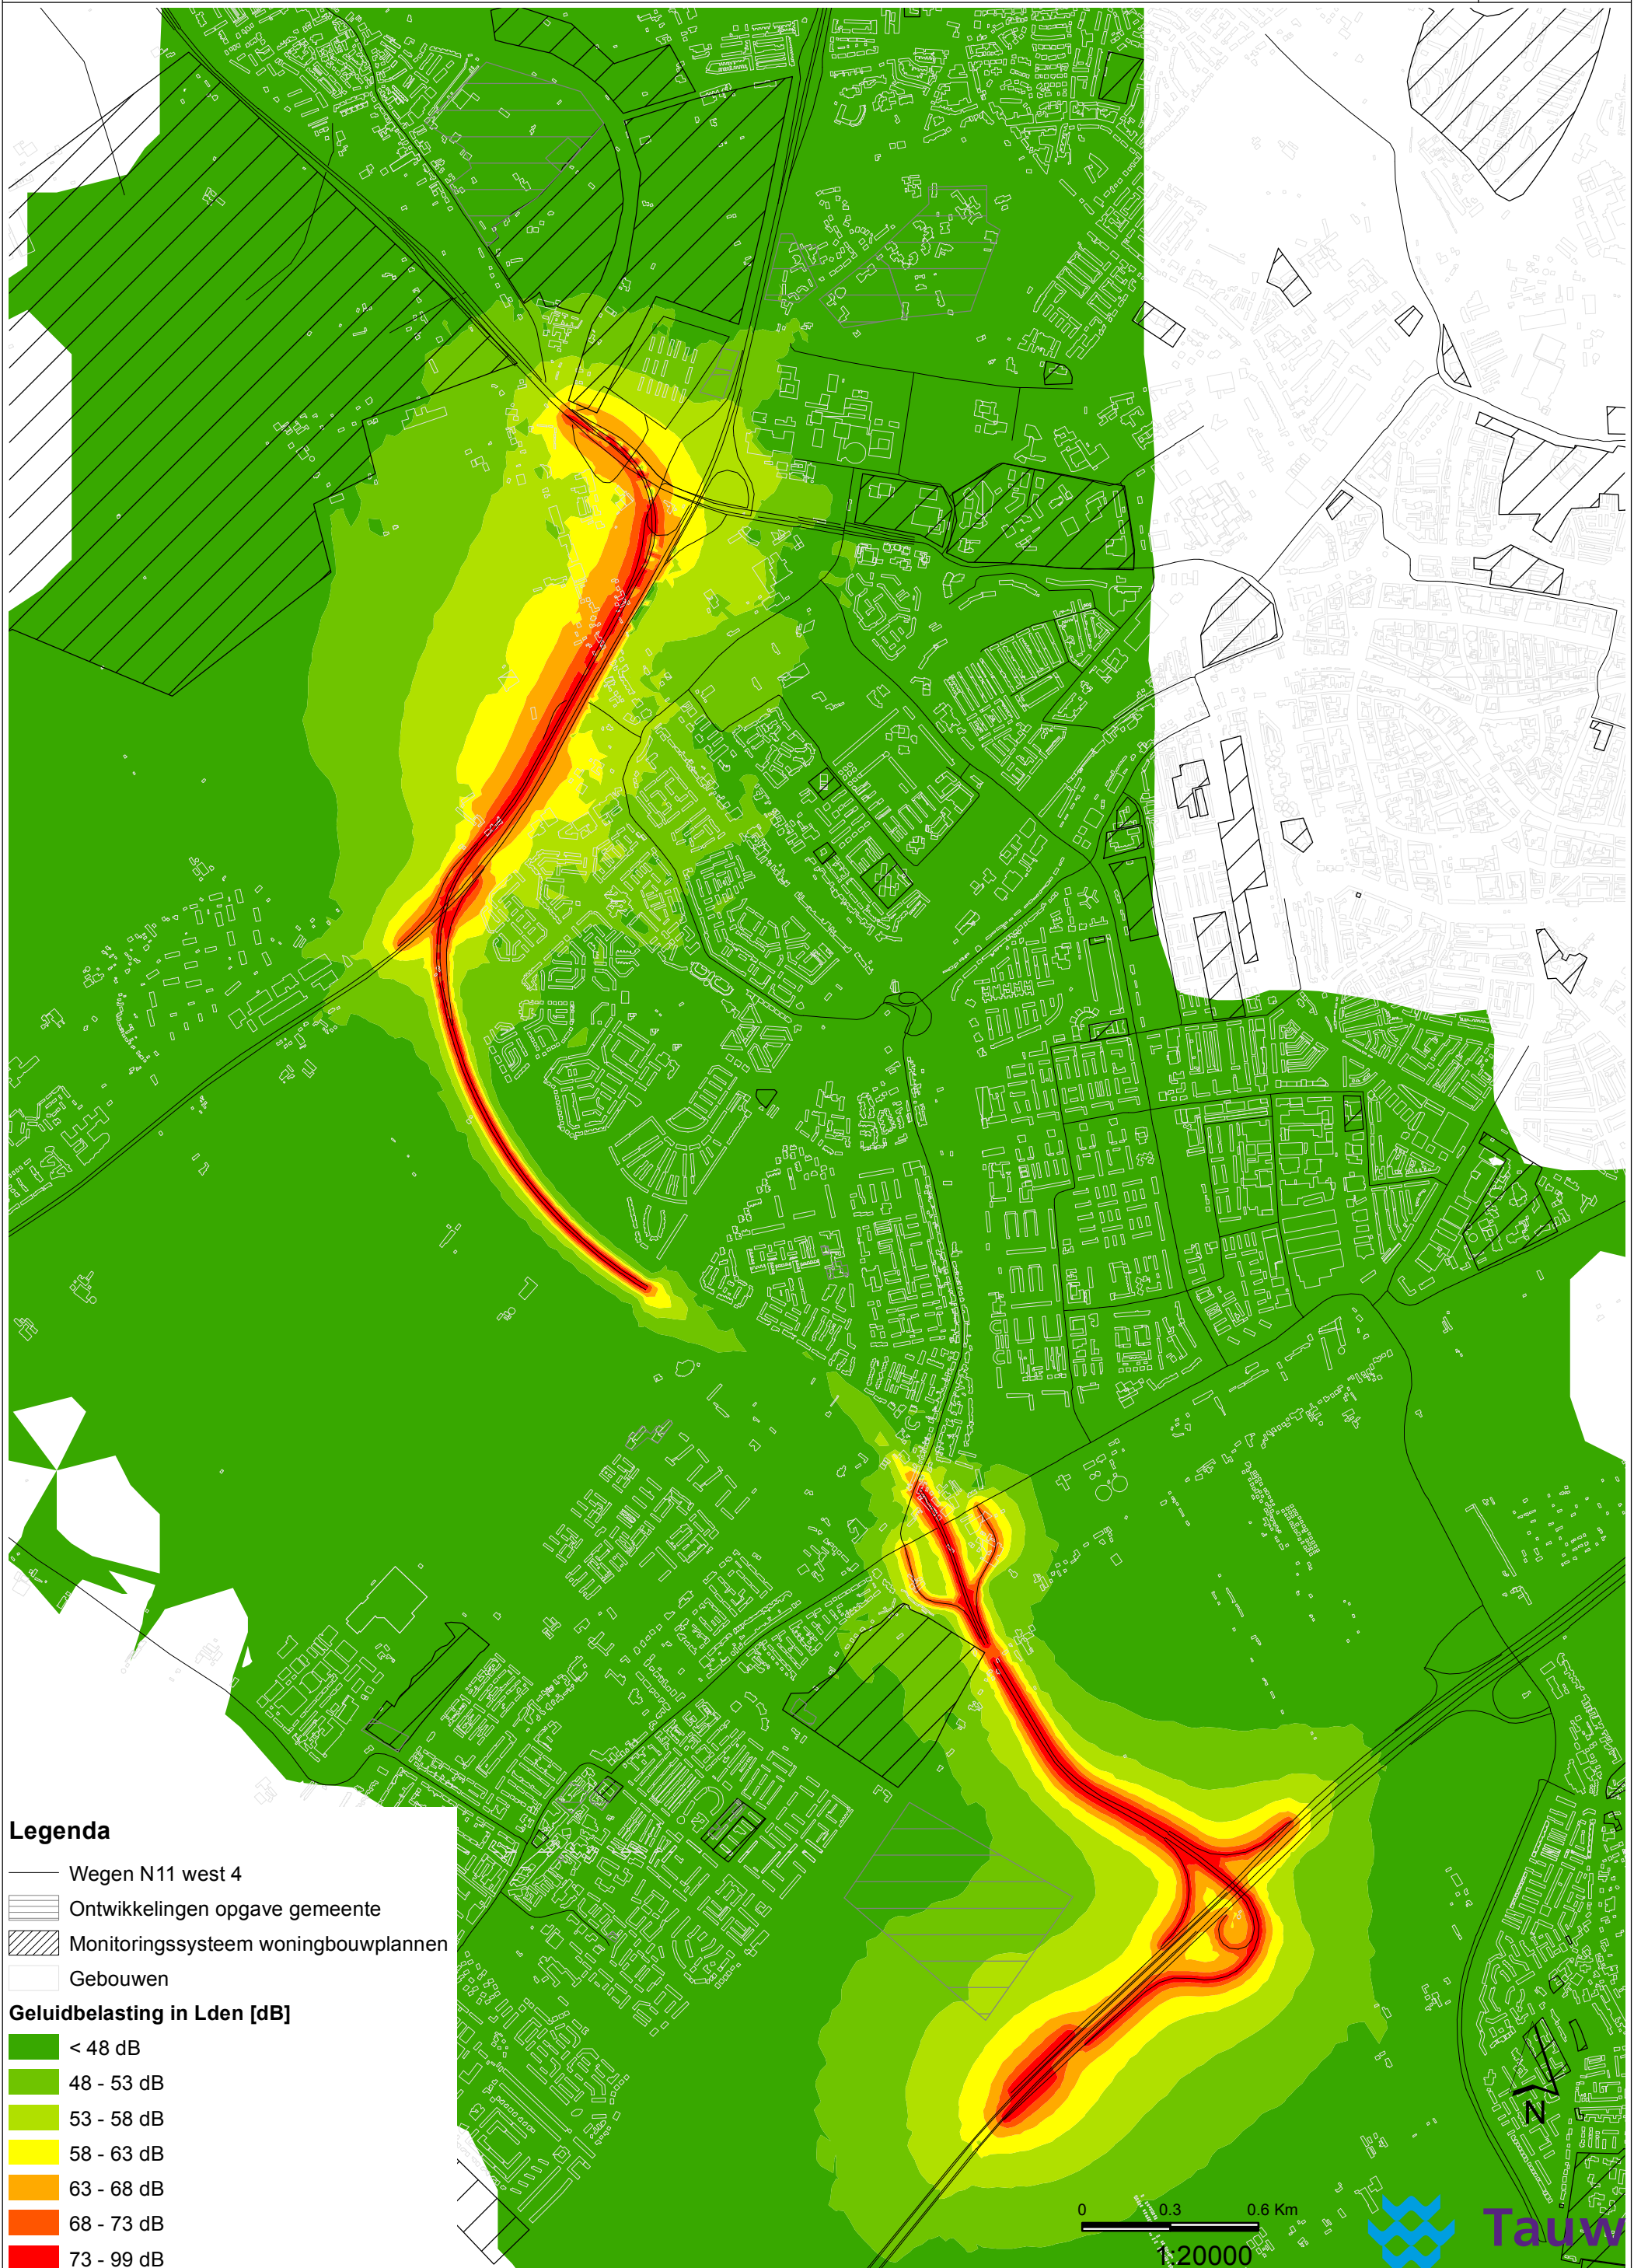 Legenda
Wegen N11 west 4
Ontwikkelingen opgave gemeente
Monitoringssysteem woningbouwplannen
Gebouwen
Geluidbelasting in Lden [dB]
< 48 dB
48 - 53 dB
53 - 58 dB
58 - 63 dB
63 - 68 dB
68 - 73 dB
73 - 99 dB
N
0 0.3 0.6 Km
1:20000
Tauw